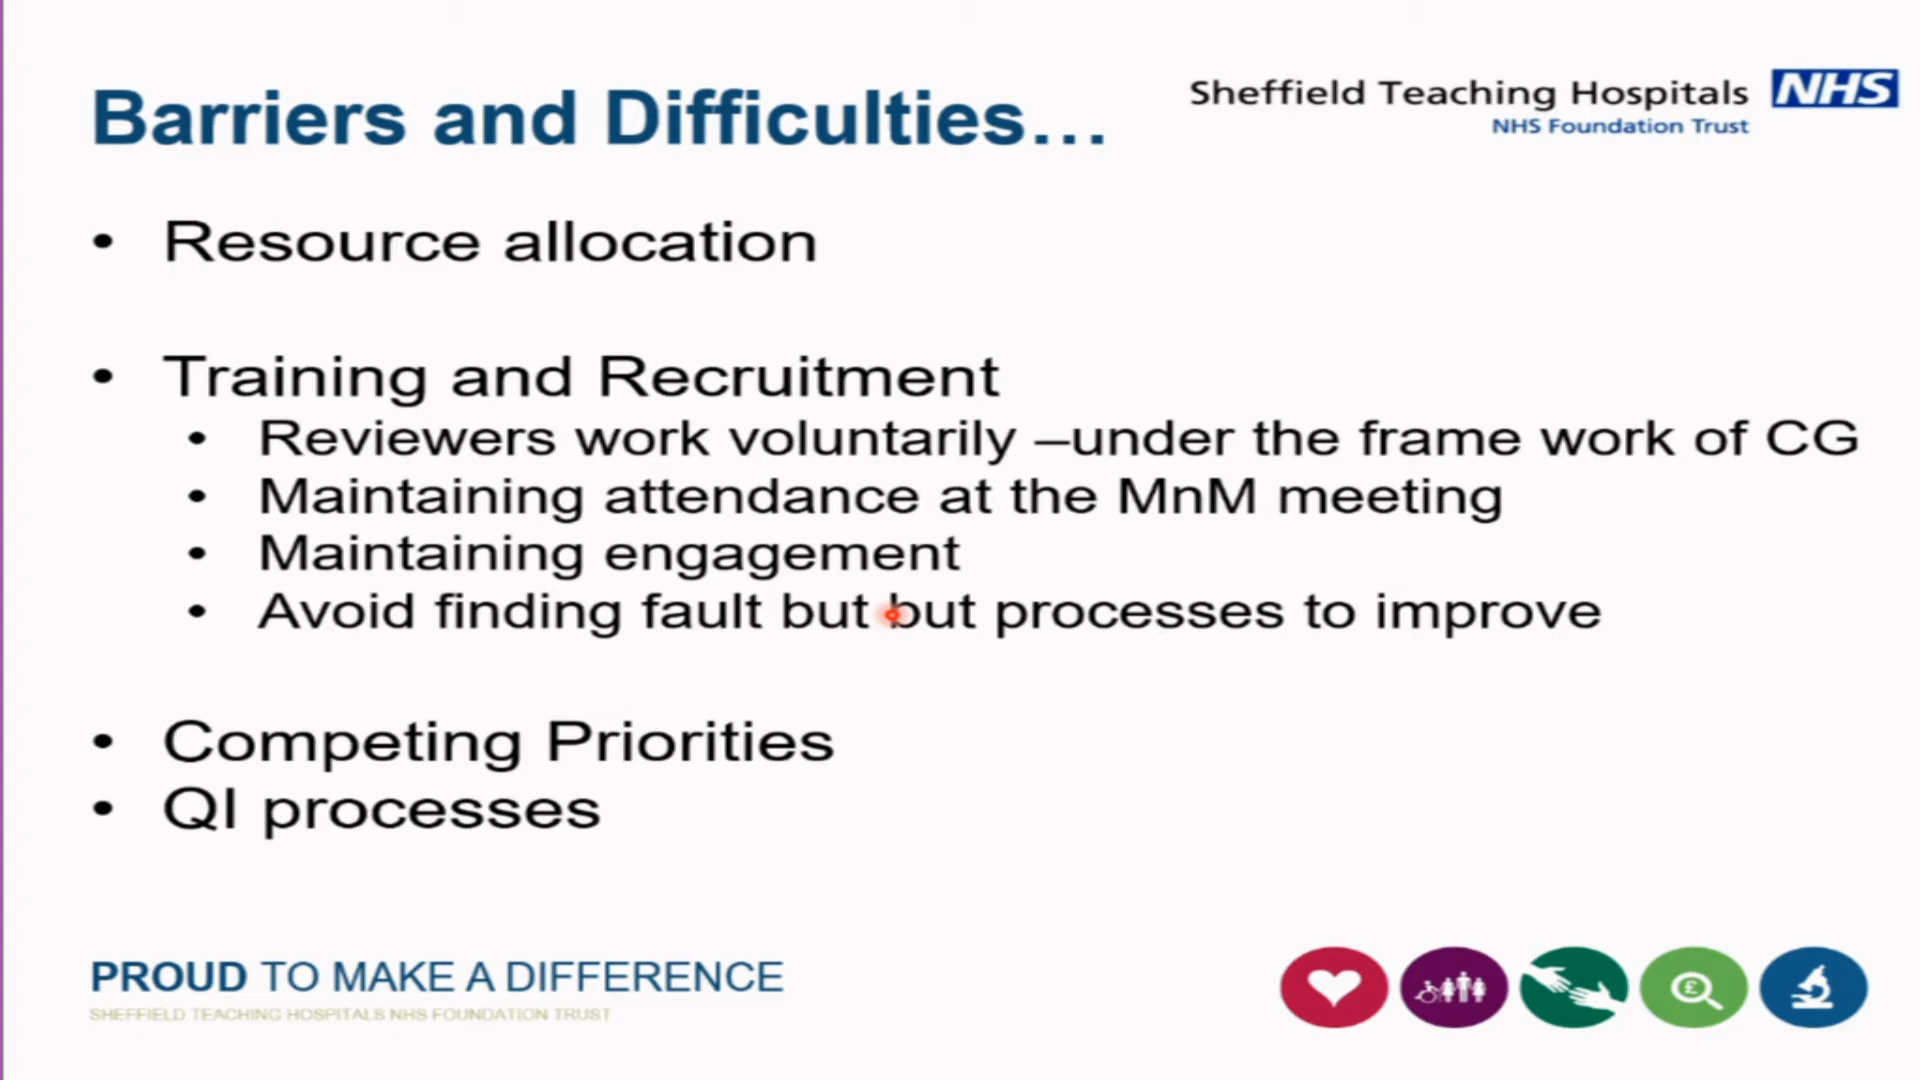 Barriers and Difficulties...
Sheffield Teaching Hospitals NHS
NHS Foundation Trust
• Resource allocation
• Training and Recruitment
• Reviewers work voluntarily –under the frame work of CG
• Maintaining attendance at the MnM meeting
• Maintaining engagement
• Avoid finding fault but but processes to improve
• Competing Priorities
• QI processes
PROUD TO MAKE A DIFFERENCE
SHEFFIELD TEACHING HOSPITALS NHS FOUNDATION TRUST
£